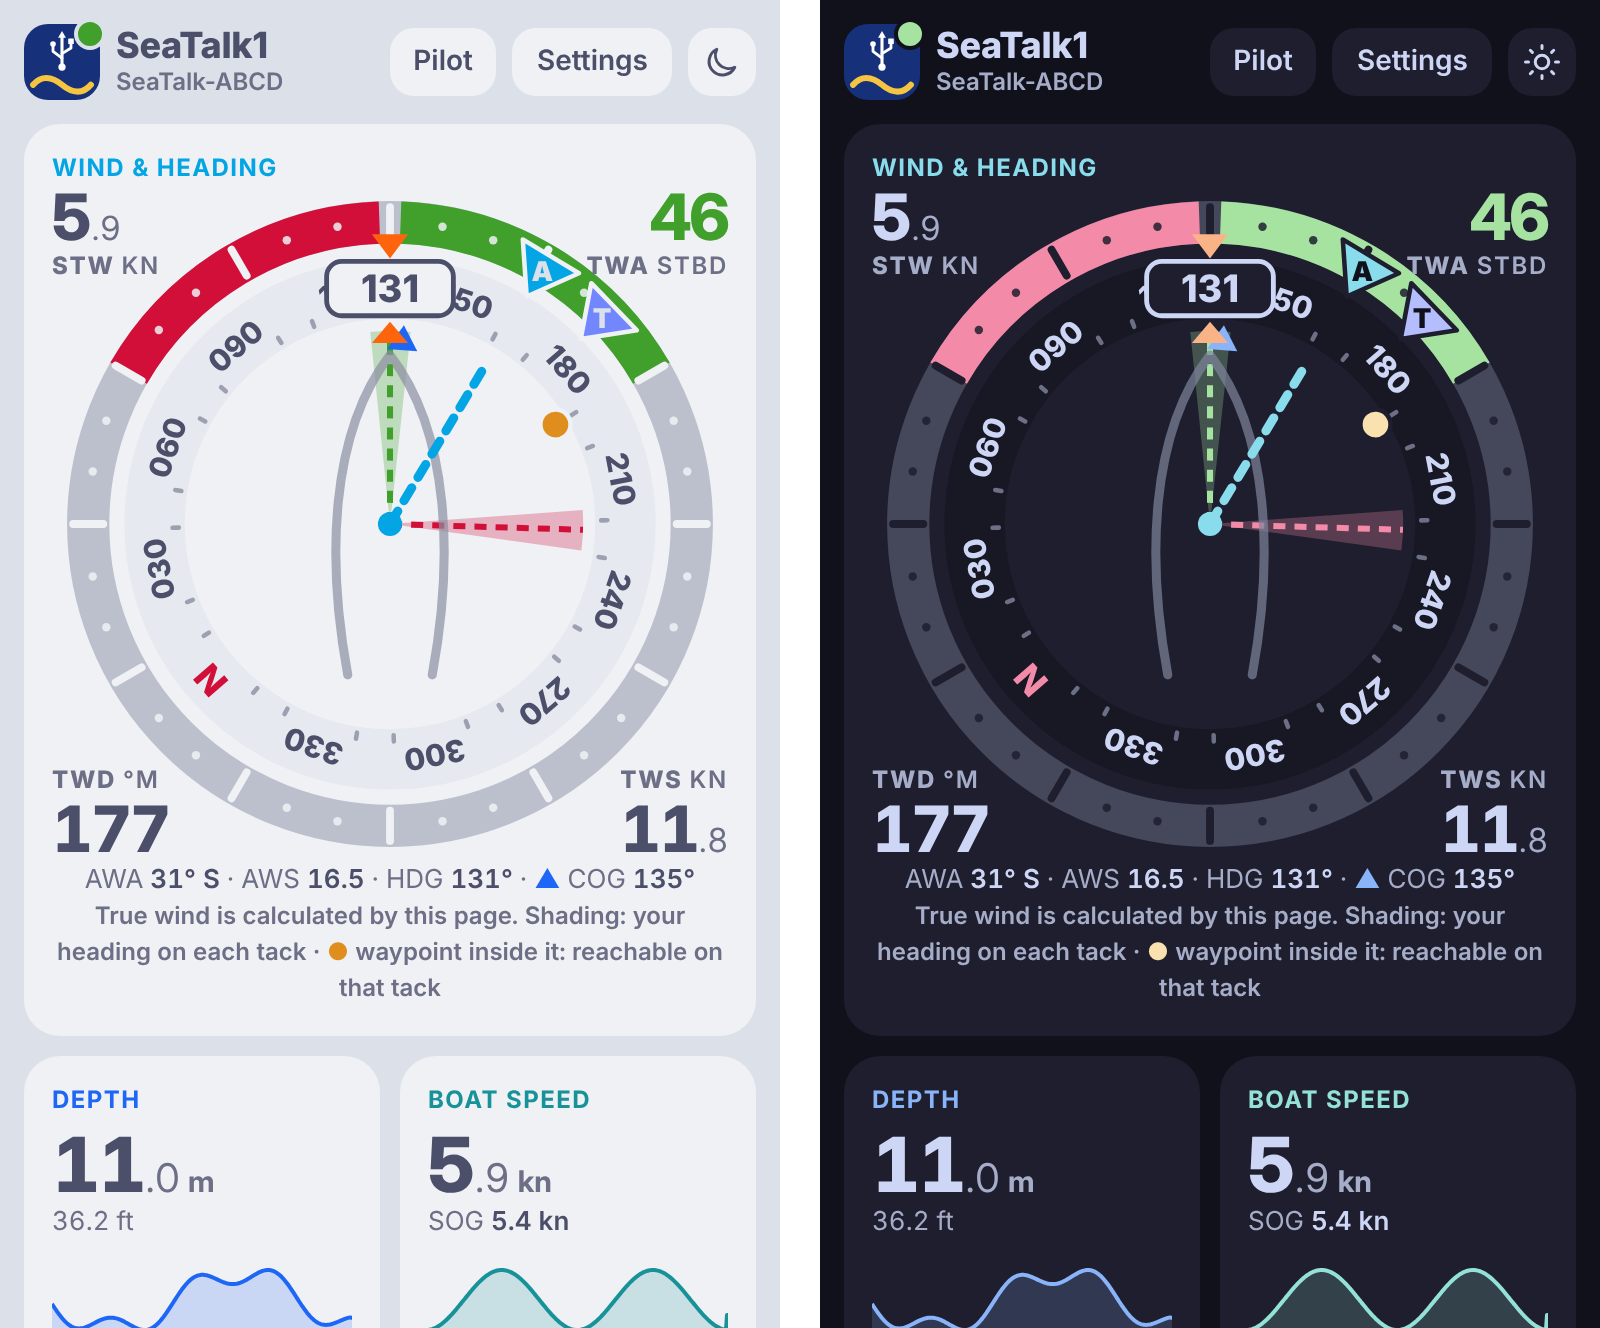 SeaTalk1
SeaTalk-ABCD
Pilot
Settings
WIND & HEADING
5.9
STW KN
46
TWA STBD
131
50
A
T
090
180
060
210
030
240
N
270
330
300
TWD °M
177
TWS KN
11.8
AWA 31° S · AWS 16.5 · HDG 131° · COG 135°
True wind is calculated by this page. Shading: your
heading on each tack · waypoint inside it: reachable on
that tack
DEPTH
11.0 m
36.2 ft
BOAT SPEED
5.9 kn
SOG 5.4 kn
SeaTalk1
SeaTalk-ABCD
Pilot
Settings
WIND & HEADING
5.9
STW KN
46
TWA STBD
131
50
A
T
090
180
060
210
030
240
N
270
330
300
TWD °M
177
TWS KN
11.8
AWA 31° S · AWS 16.5 · HDG 131° · COG 135°
True wind is calculated by this page. Shading: your
heading on each tack · waypoint inside it: reachable on
that tack
DEPTH
11.0 m
36.2 ft
BOAT SPEED
5.9 kn
SOG 5.4 kn